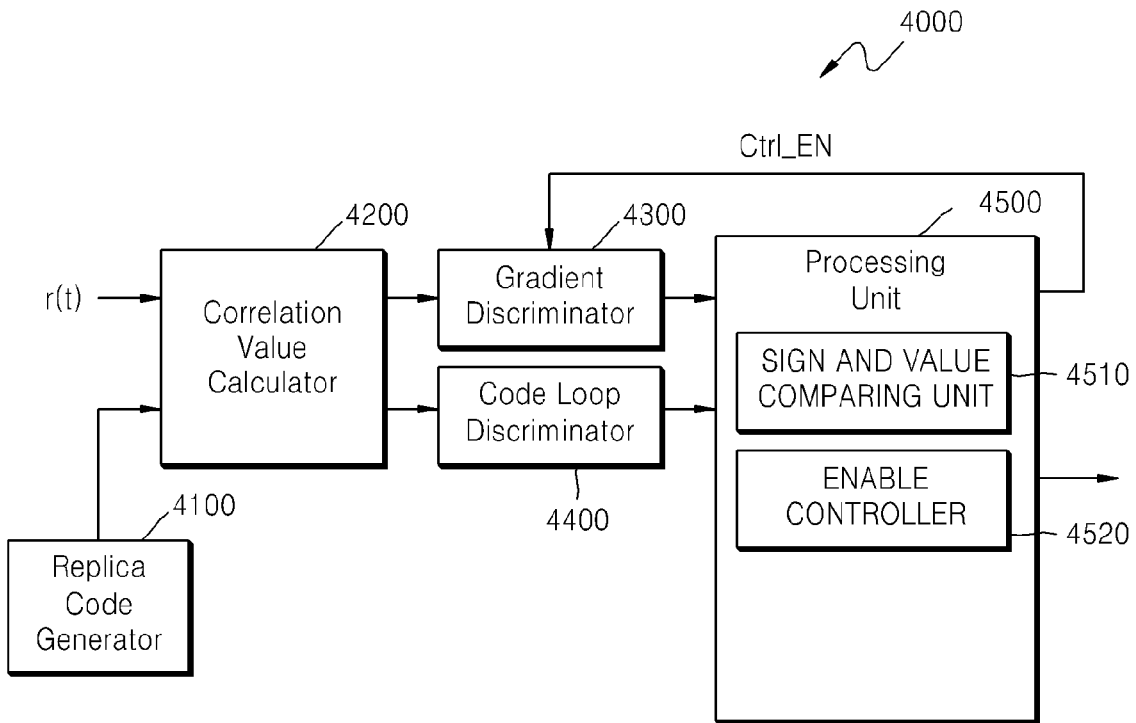 4000
Ctrl_EN
4200
4300
4500
r(t)
Correlation
Value
Calculator
Gradient
Discriminator
Processing
Unit
SIGN AND VALUE
COMPARING UNIT
4510
Code Loop
Discriminator
4400
ENABLE
CONTROLLER
4520
4100
Replica
Code
Generator